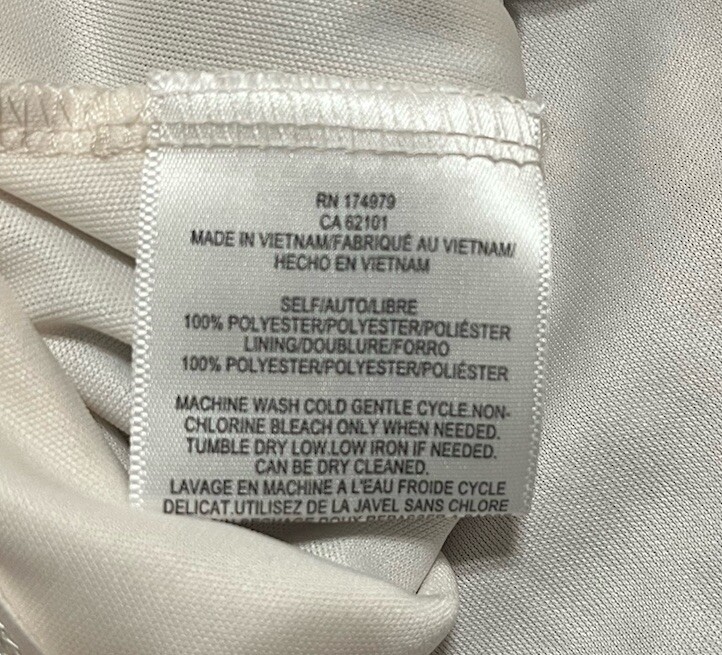 RN 174979
CA 62101
MADE IN VIETNAM/FABRIQUÉ AU VIETNAM/
HECHO EN VIETNAM
SELF/AUTO/LIBRE
100% POLYESTER/POLYESTER/POLIÉSTER
LINING/DOUBLURE/FORRO
100% POLYESTER/POLYESTER/POLIÉSTER
MACHINE WASH COLD GENTLE CYCLE.NON-
CHLORINE BLEACH ONLY WHEN NEEDED.
TUMBLE DRY LOW.LOW IRON IF NEEDED.
CAN BE DRY CLEANED.
LAVAGE EN MACHINE A L'EAU FROIDE CYCLE
DELICAT.UTILISEZ DE LA JAVEL SANS CHLORE
SECHAGE DOUX REPASSER